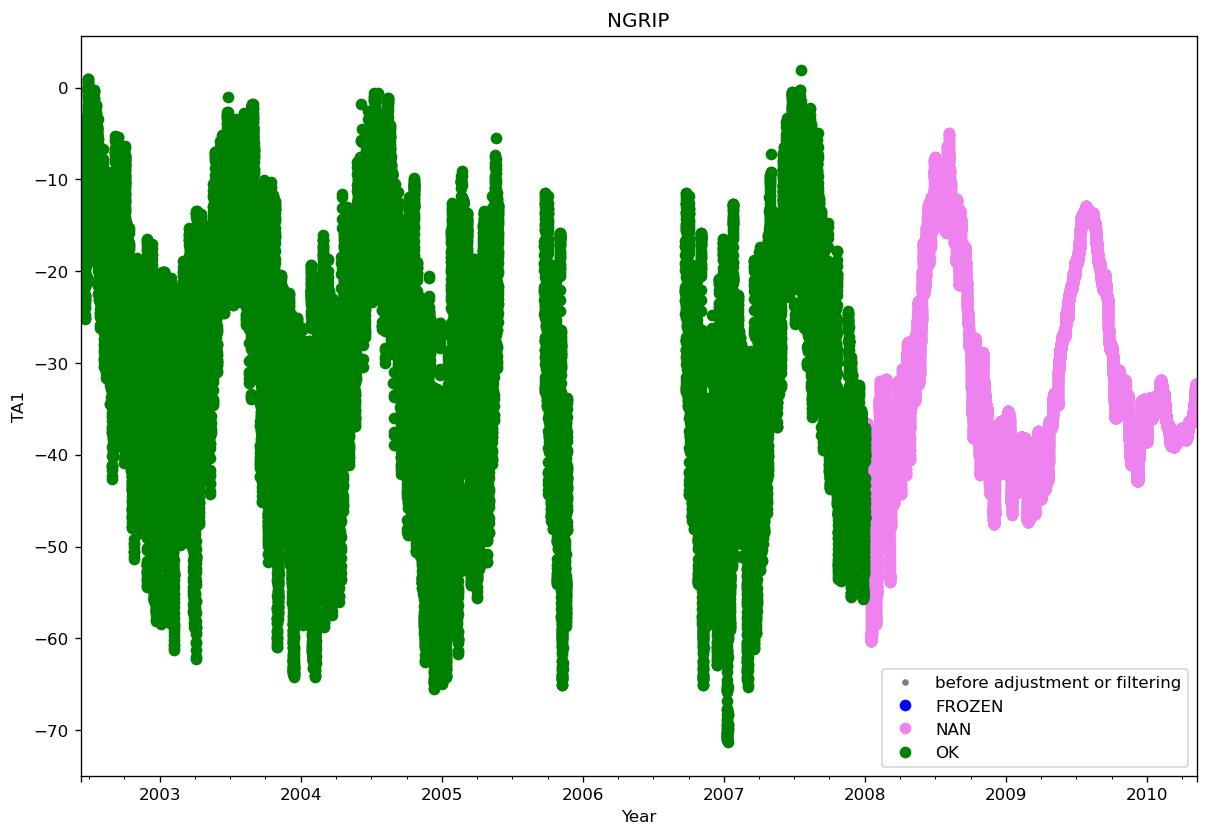 NGRIP
TA1
0
−10
−20
−30
−40
−50
−60
−70
before adjustment or filtering
FROZEN
NAN
OK
2003 2004 2005 2006 2007 2008 2009 2010
Year